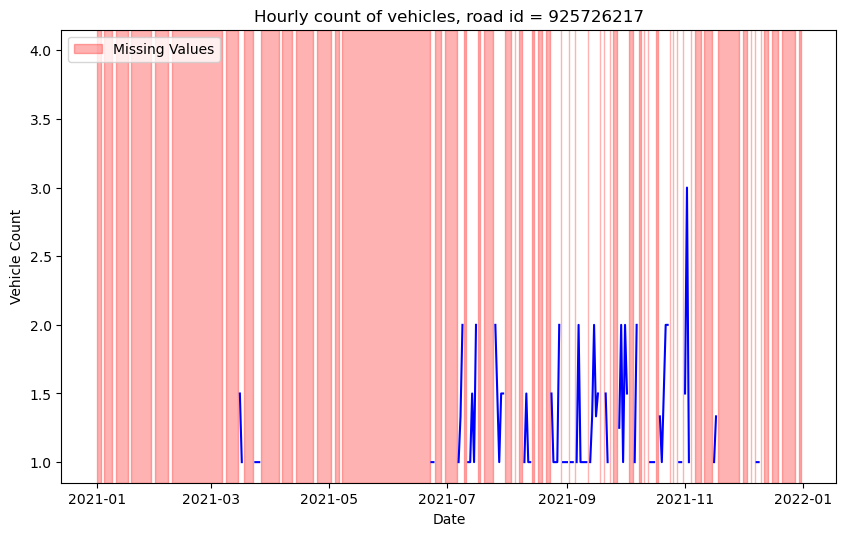 Hourly count of vehicles, road id = 925726217
Missing Values
4.0
3.5
3.0
2.5
2.0
1.5
1.0
Vehicle Count
2021-01 2021-03 2021-05 2021-07 2021-09 2021-11 2022-01
Date